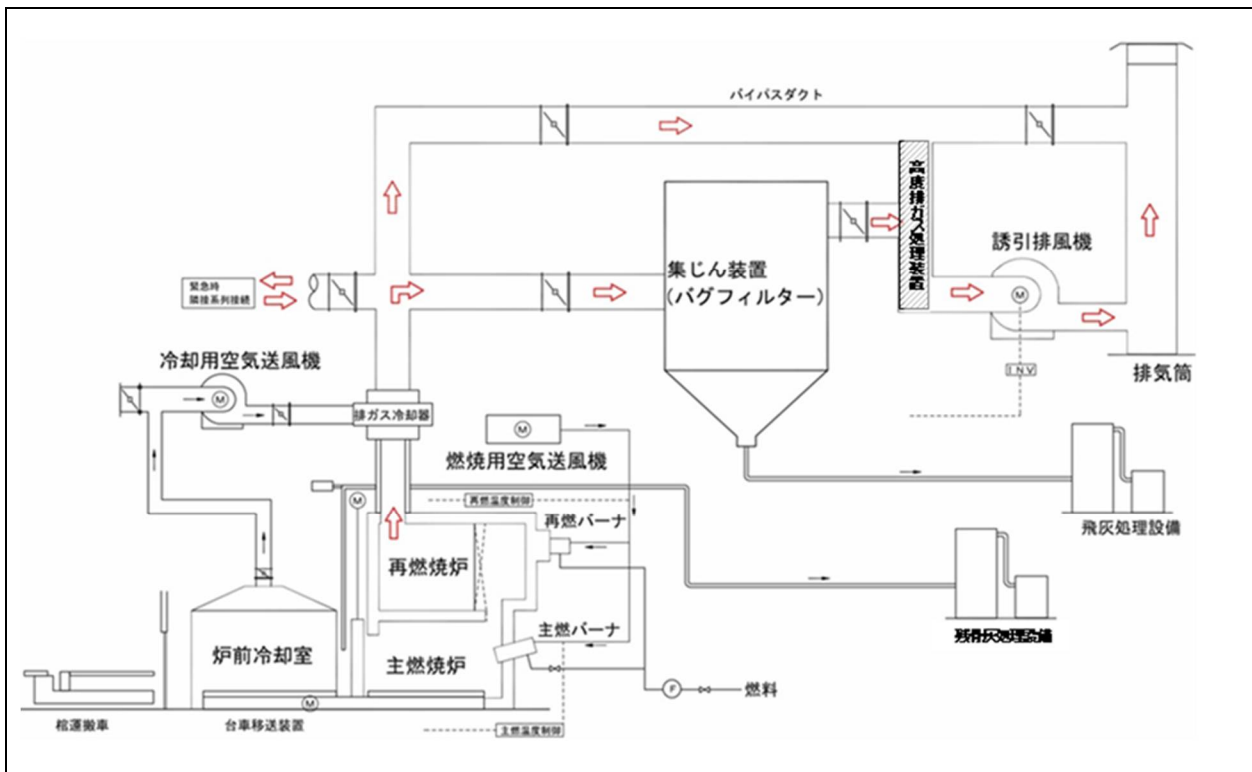 バイパスダクト
高度排ガス処理装置
誘引排風機
M
I.N.V
排気筒
集じん装置
(バグフィルター)
緊急時
隣接系列接続
冷却用空気送風機
M
排ガス冷却器
M
燃焼用空気送風機
M
再燃温度制御
再燃バーナ
再燃焼炉
主燃バーナ
主燃焼炉
炉前冷却室
M
F
燃料
飛灰処理設備
残骨灰処理設備
棺運搬車
台車移送装置
主燃温度制御